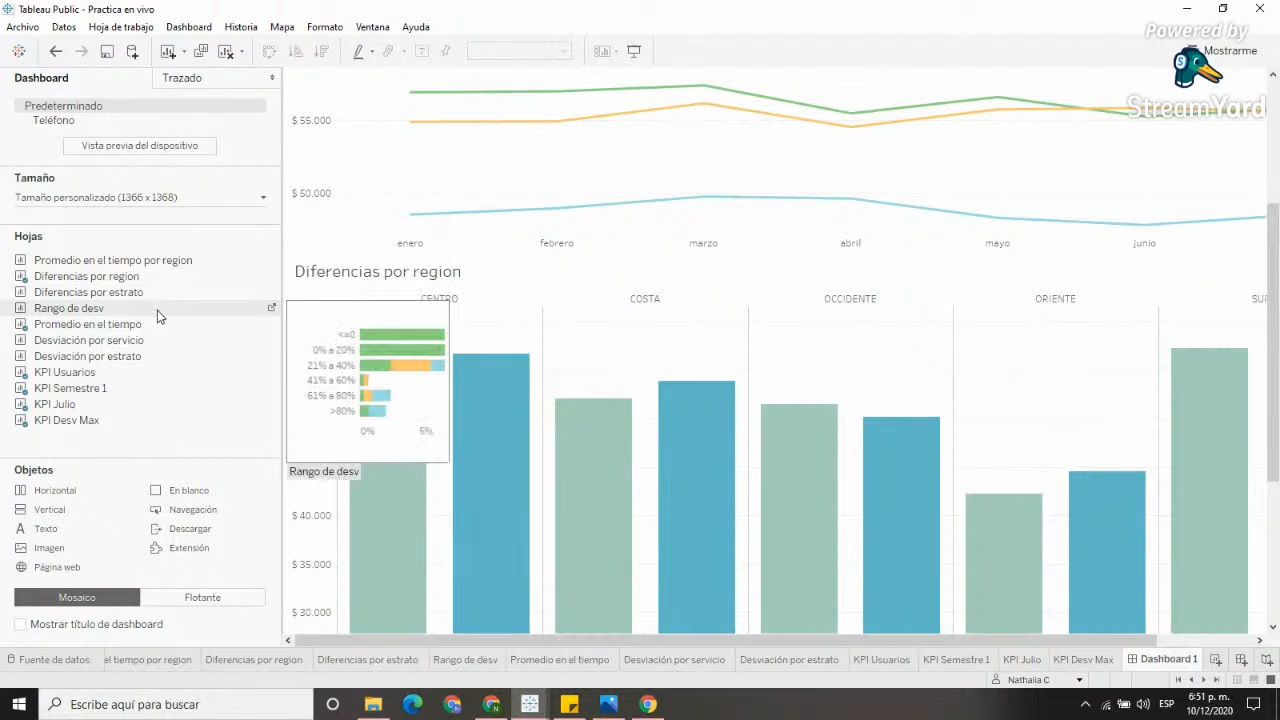 Tableau Public - Practica en vivo
Archivo Datos Hoja de trabajo Dashboard Historia Mapa Formato Ventana Ayuda
Powered by
StreamYard
Mostrarme
Dashboard Trazado
Predeterminado
Teléfono
Vista previa del dispositivo
Tamaño
Tamaño personalizado (1366 x 1368)
Hojas
Promedio en el tiempo por region
Diferencias por region
Diferencias por estrato
Rango de desv
Promedio en el tiempo
Desviación por servicio
Desviación por estrato
KPI Usuarios
KPI Semestre 1
KPI Julio
KPI Desv Max
Objetos
Horizontal En blanco
Vertical Navegación
Texto Descargar
Imagen Extensión
Página web
Mosaico Flotante
Mostrar título de dashboard
$ 55.000
$ 50.000
enero febrero marzo abril mayo junio
Diferencias por region
CENTRO COSTA OCCIDENTE ORIENTE SU
<=0
0% a 20%
21% a 40%
41% a 60%
61% a 80%
>80%
0% 5%
Rango de desv
$ 40.000
$ 35.000
$ 30.000
Fuente de datos el tiempo por region Diferencias por region Diferencias por estrato Rango de desv Promedio en el tiempo Desviación por servicio Desviación por estrato KPI Usuarios KPI Semestre 1 KPI Julio KPI Desv Max Dashboard 1
Nathalia C
Escribe aquí para buscar
ESP
6:51 p. m.
10/12/2020